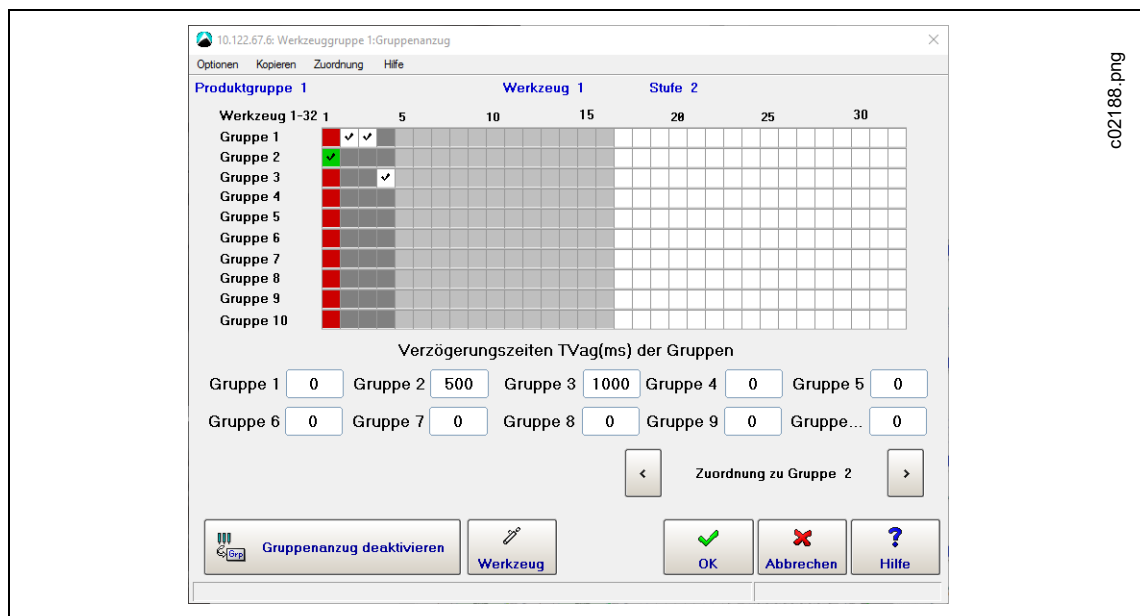 10.122.67.6: Werkzeuggruppe 1:Gruppenanzug
Optionen Kopieren Zuordnung Hilfe
Produktgruppe 1 Werkzeug 1 Stufe 2
Werkzeug 1-32 1 5 10 15 20 25 30
Gruppe 1
Gruppe 2
Gruppe 3
Gruppe 4
Gruppe 5
Gruppe 6
Gruppe 7
Gruppe 8
Gruppe 9
Gruppe 10
Verzögerungszeiten TVag(ms) der Gruppen
Gruppe 1 0 Gruppe 2 500 Gruppe 3 1000 Gruppe 4 0 Gruppe 5 0
Gruppe 6 0 Gruppe 7 0 Gruppe 8 0 Gruppe 9 0 Gruppe... 0
< Zuordnung zu Gruppe 2 >
Grp Gruppenanzug deaktivieren
Werkzeug
OK
Abbrechen
? Hilfe
c02188.png